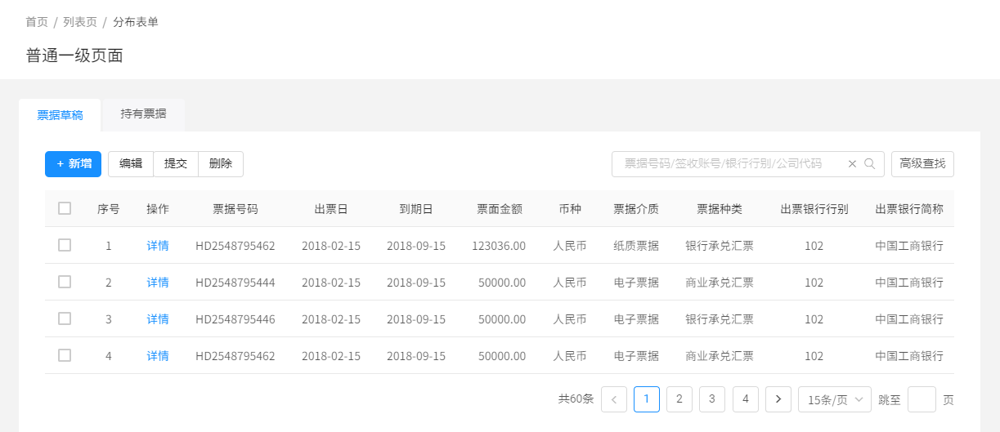 首页 / 列表页 / 分布表单
普通一级页面
票据草稿 持有票据
+ 新增 编辑 提交 删除 票据号码/签收账号/银行行别/公司代码 高级查找
序号 操作 票据号码 出票日 到期日 票面金额 币种 票据介质 票据种类 出票银行行别 出票银行简称
1 详情 HD2548795462 2018-02-15 2018-09-15 123036.00 人民币 纸质票据 银行承兑汇票 102 中国工商银行
2 详情 HD2548795444 2018-02-15 2018-09-15 50000.00 人民币 电子票据 商业承兑汇票 102 中国工商银行
3 详情 HD2548795446 2018-02-15 2018-09-15 50000.00 人民币 电子票据 银行承兑汇票 102 中国工商银行
4 详情 HD2548795462 2018-02-15 2018-09-15 50000.00 人民币 电子票据 商业承兑汇票 102 中国工商银行
共60条 < 1 2 3 4 > 15条/页 跳至 页